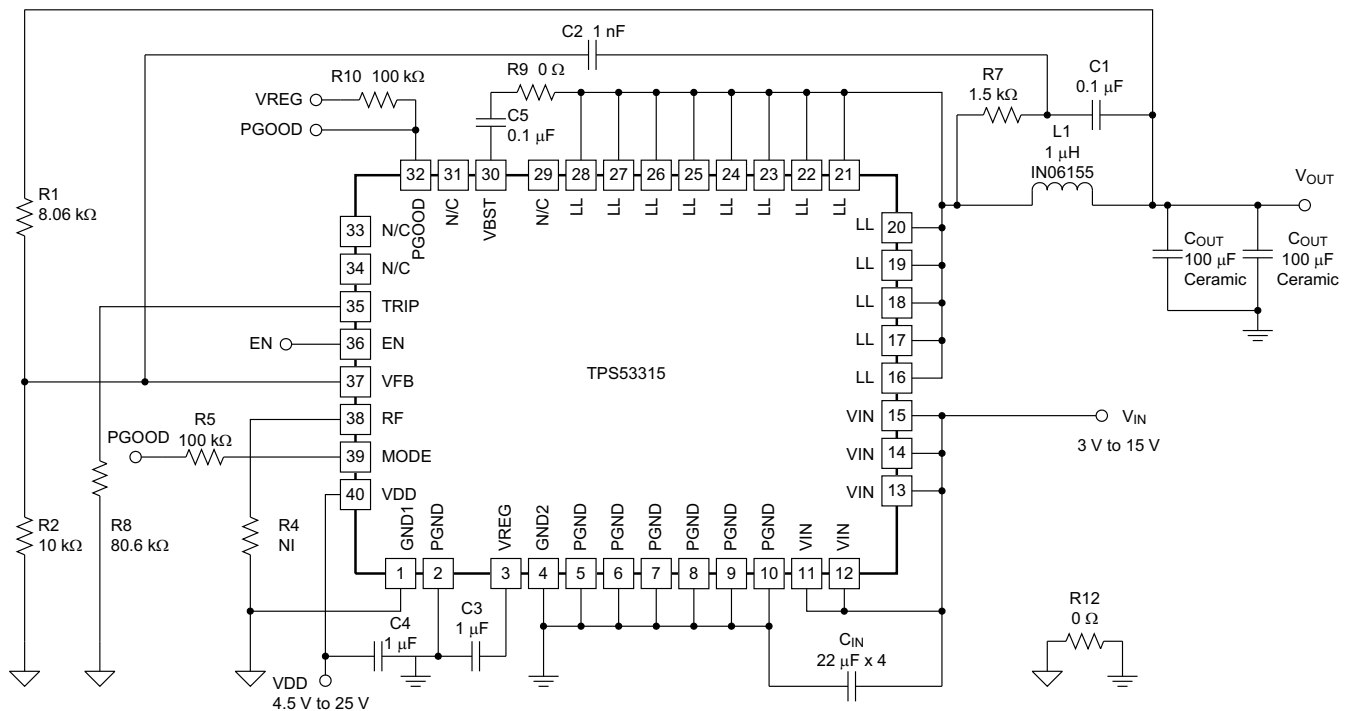 C2 1 nF
R10 100 kΩ
R9 0 Ω
VREG
PGOOD
C5
0.1 μF
R7
1.5 kΩ
C1
0.1 μF
L1
1 μH
IN06155
VOUT
COUT
100 μF
Ceramic
COUT
100 μF
Ceramic
R1
8.06 kΩ
32 31 30 29 28 27 26 25 24 23 22 21
PGOOD N/C VBST N/C LL LL LL LL LL LL LL LL
33 N/C
34 N/C
35 TRIP
EN 36 EN
37 VFB
38 RF
39 MODE
40 VDD
TPS53315
LL 20
LL 19
LL 18
LL 17
LL 16
VIN 15
VIN 14
VIN 13
VIN
3 V to 15 V
PGOOD
R5
100 kΩ
R2
10 kΩ
R8
80.6 kΩ
R4
NI
GND1 PGND VREG GND2 PGND PGND PGND PGND PGND PGND VIN VIN
1 2 3 4 5 6 7 8 9 10 11 12
C4
1 μF
C3
1 μF
VDD
4.5 V to 25 V
CIN
22 μF x 4
R12
0 Ω